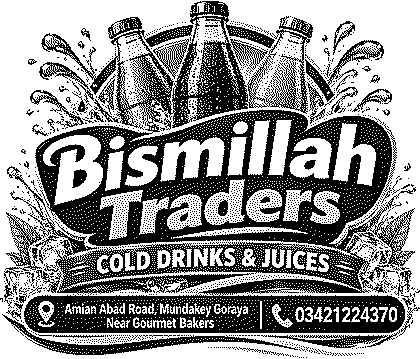 Bismillah
Traders
COLD DRINKS & JUICES
Amian Abad Road, Mundakey Goraya
Near Gourmet Bakers
03421224370